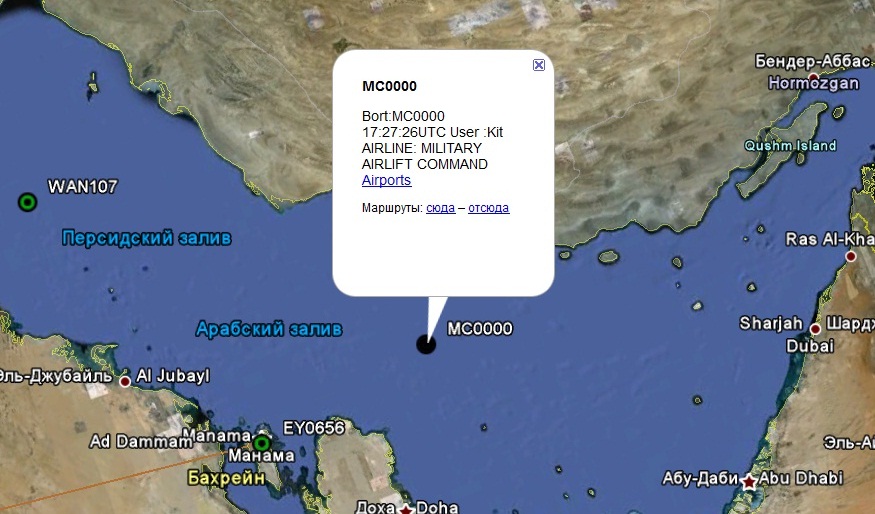 MC0000
Bort:MC0000
17:27:26UTC User :Kit
AIRLINE: MILITARY
AIRLIFT COMMAND
Airports
Маршруты: сюда – отсюда
Бендер-Аббас
Hormozgan
Qushm Island
WAN107
Персидский залив
Ras Al-Kha
Арабский залив
MC0000
Sharjah
Шардж
Dubai
Эль-Джубайль
Al Jubayl
EY0656
Ad Dammam
Manama
Манама
Эль-Ай
Бахрейн
Абу-Даби
Abu Dhabi
Доха
Doha